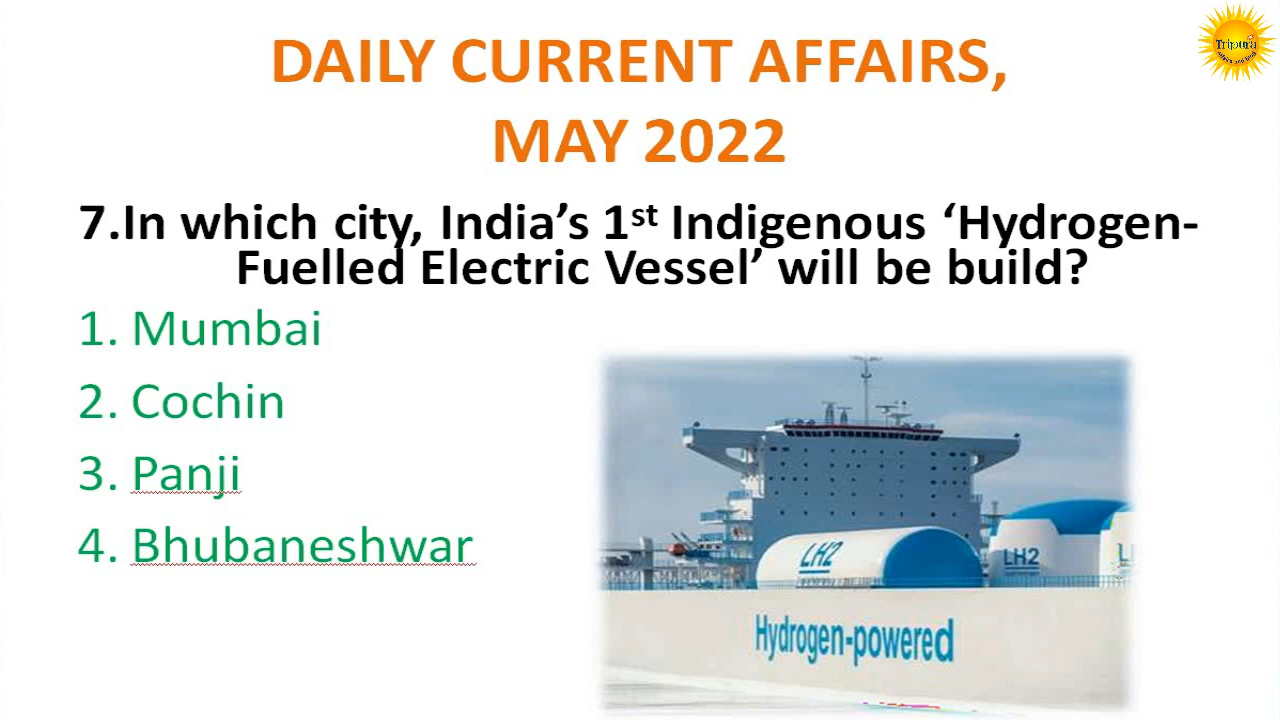 Tripura
DAILY CURRENT AFFAIRS,
MAY 2022
7.In which city, India’s 1st Indigenous ‘Hydrogen-
Fuelled Electric Vessel’ will be build?
1. Mumbai
2. Cochin
3. Panji
4. Bhubaneshwar
LH2
LH2
Hydrogen-powered